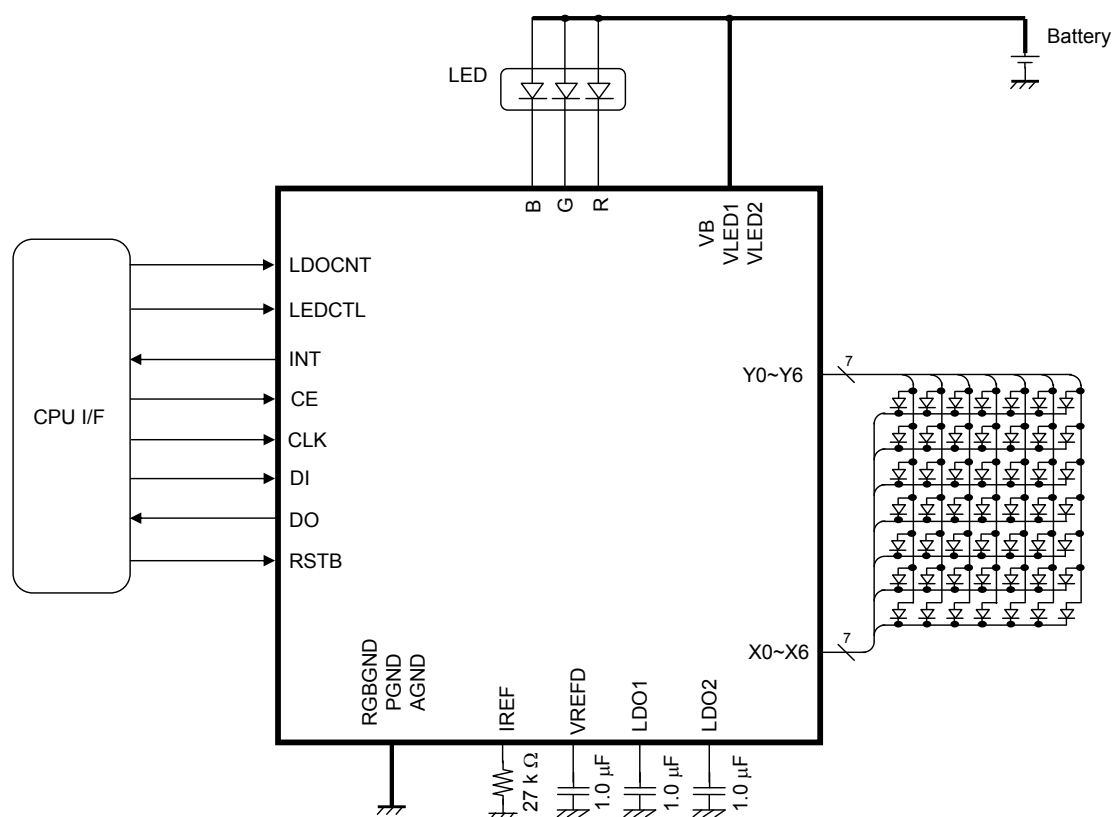 Battery
LED
B
G
R
VB
VLED1
VLED2
CPU I/F
LDOCNT
LEDCTL
INT
CE
CLK
DI
DO
RSTB
Y0~Y6
7
X0~X6
7
RGBGND
PGND
AGND
IREF
VREFD
LDO1
LDO2
27 k Ω
1.0 µF
1.0 µF
1.0 µF